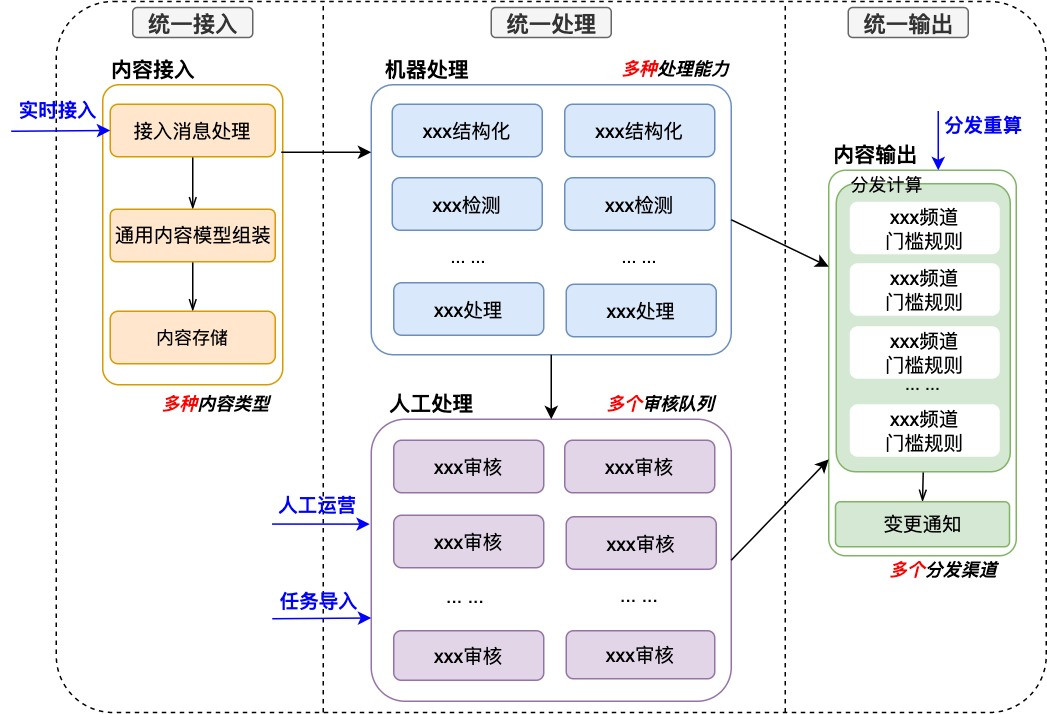 统一接入
统一处理
统一输出
内容接入
实时接入
接入消息处理
通用内容模型组装
内容存储
多种内容类型
机器处理
多种处理能力
xxx结构化
xxx结构化
xxx检测
xxx检测
... ...
... ...
xxx处理
xxx处理
人工处理
多个审核队列
人工运营
任务导入
xxx审核
xxx审核
xxx审核
xxx审核
... ...
... ...
xxx审核
xxx审核
分发重算
内容输出
分发计算
xxx频道
门槛规则
xxx频道
门槛规则
xxx频道
门槛规则
... ...
xxx频道
门槛规则
变更通知
多个分发渠道